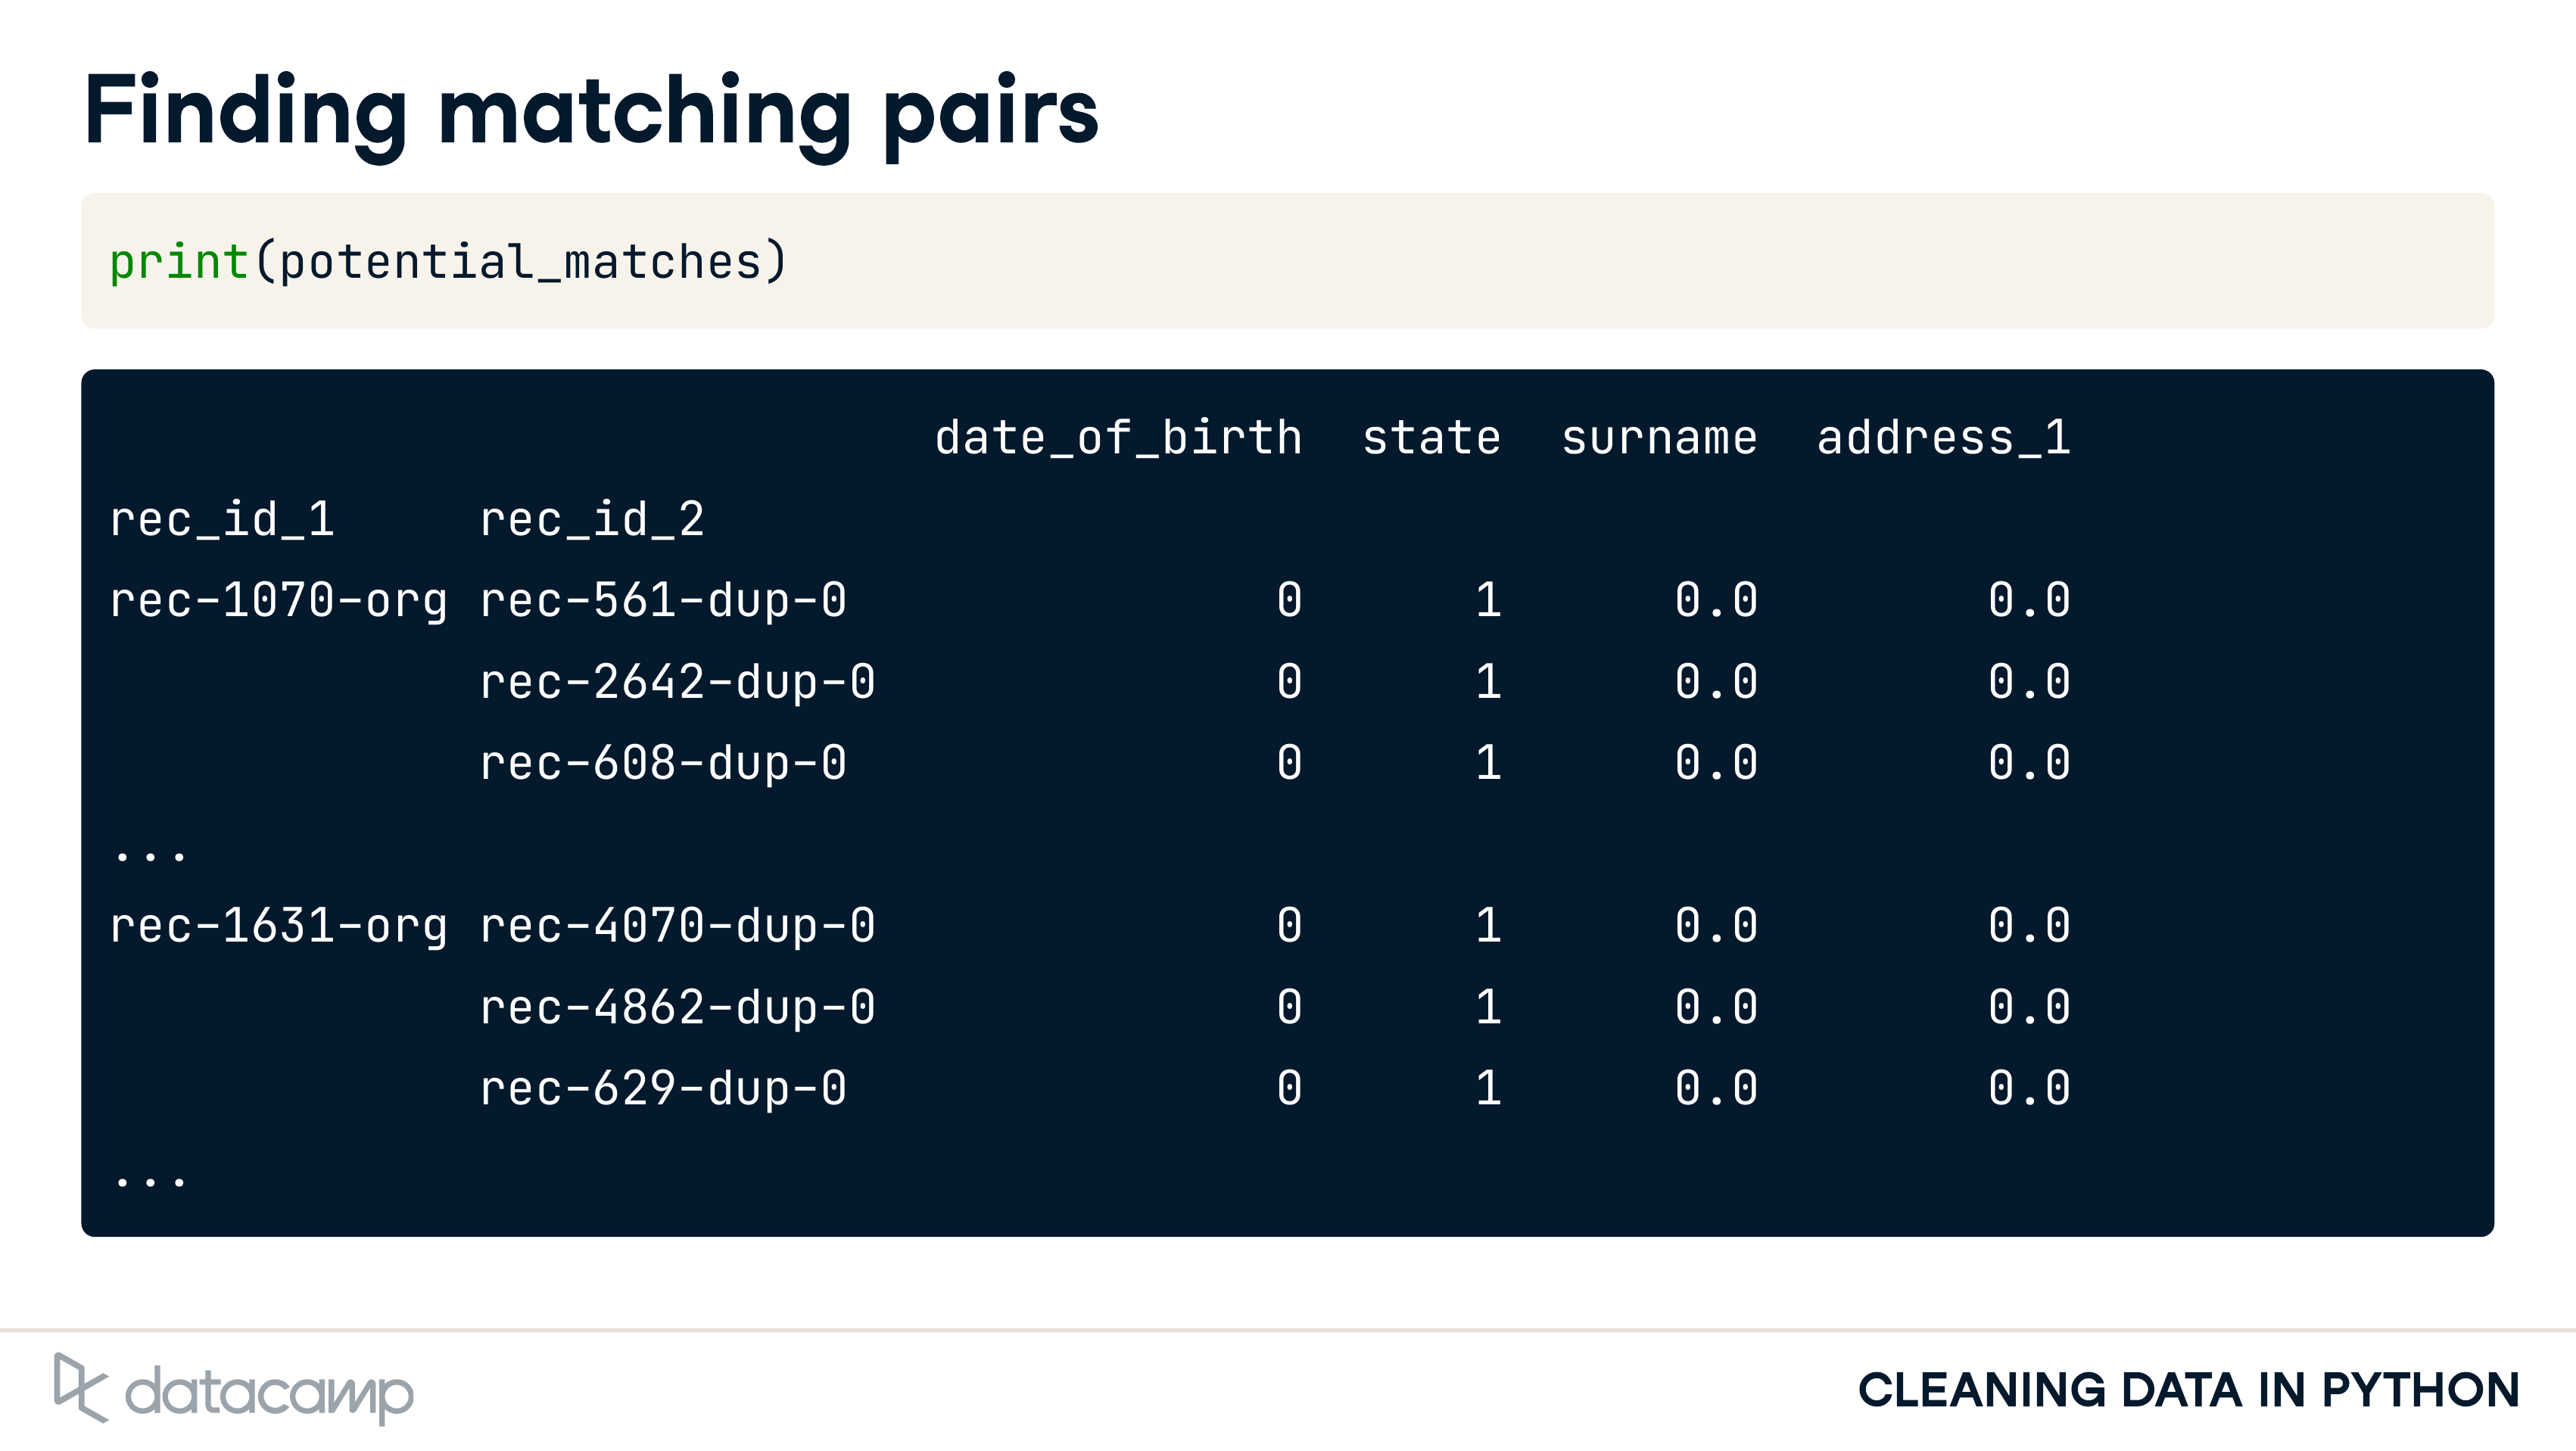 Finding matching pairs
print(potential_matches)
date_of_birth state surname address_1
rec_id_1 rec_id_2
rec-1070-org rec-561-dup-0 0 1 0.0 0.0
rec-2642-dup-0 0 1 0.0 0.0
rec-608-dup-0 0 1 0.0 0.0
...
rec-1631-org rec-4070-dup-0 0 1 0.0 0.0
rec-4862-dup-0 0 1 0.0 0.0
rec-629-dup-0 0 1 0.0 0.0
...
datacamp
CLEANING DATA IN PYTHON